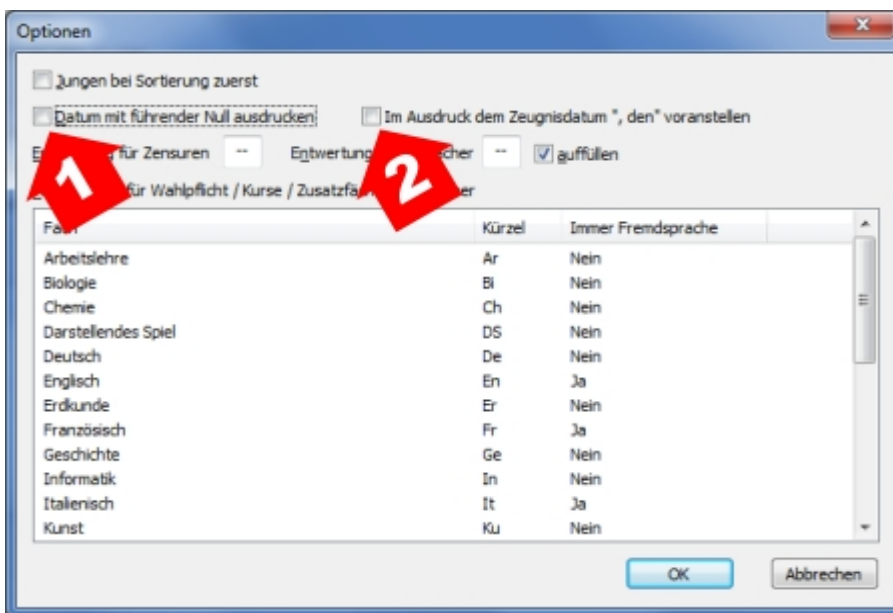 Optionen
Jungen bei Sortierung zuerst
Datum mit führender Null ausdrucken Im Ausdruck dem Zeugnisdatum ", den" voranstellen
für Zensuren -- Entwertung -- auffüllen
für Wahlpflicht / Kurse / Zusatzfä
1
2
Kürzel Immer Fremdsprache
Arbeitslehre Ar Nein
Biologie Bi Nein
Chemie Ch Nein
Darstellendes Spiel DS Nein
Deutsch De Nein
Englisch En Ja
Erdkunde Er Nein
Französisch Fr Ja
Geschichte Ge Nein
Informatik In Nein
Italienisch It Ja
Kunst Ku Nein
OK Abbrechen